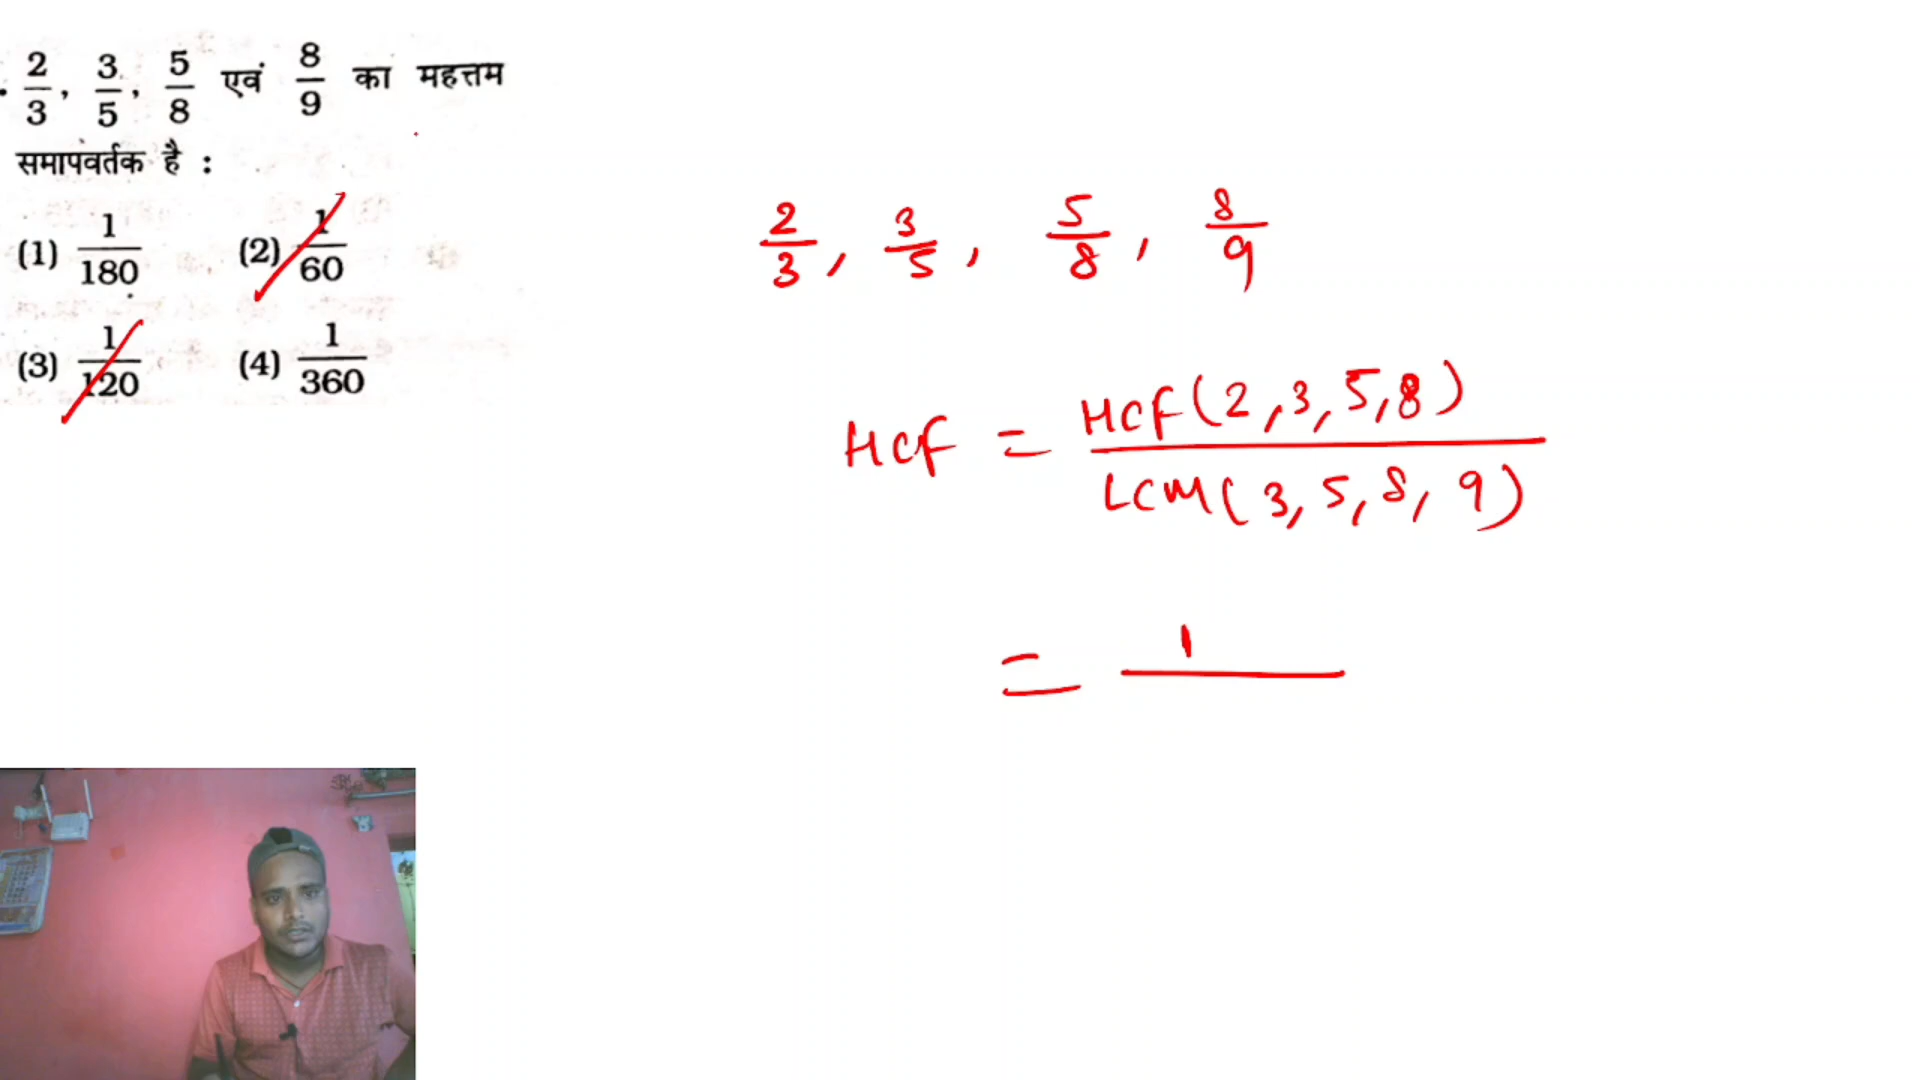 . 2/3, 3/5, 5/8 एवं 8/9 का महत्तम
समापवर्तक है :
(1) 1/180 (2) 1/60
(3) 1/120 (4) 1/360
2/3, 3/5, 5/8, 8/9
HCF = HCF(2,3,5,8) / LCM(3,5,8,9)
= 1/